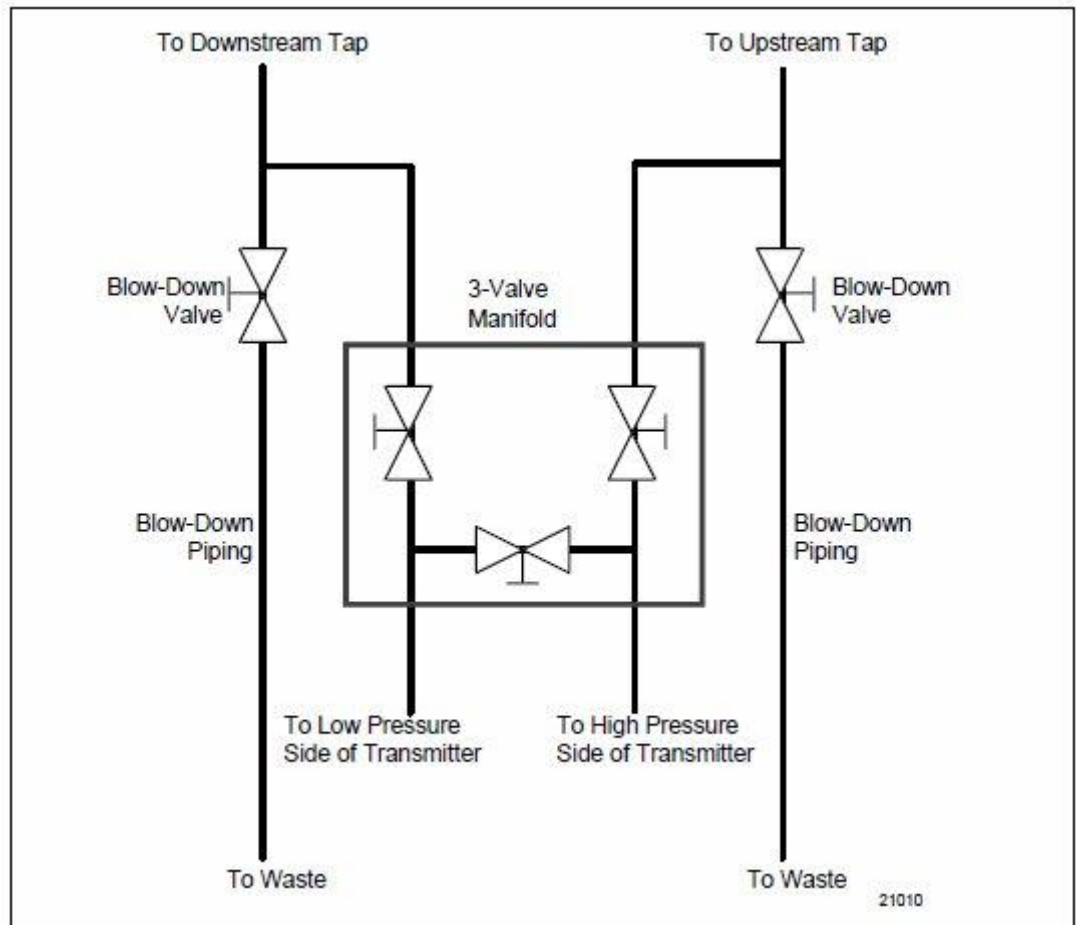 To Downstream Tap
To Upstream Tap
Blow-Down
Valve
3-Valve
Manifold
Blow-Down
Valve
Blow-Down
Piping
Blow-Down
Piping
To Low Pressure
Side of Transmitter
To High Pressure
Side of Transmitter
To Waste
To Waste
21010